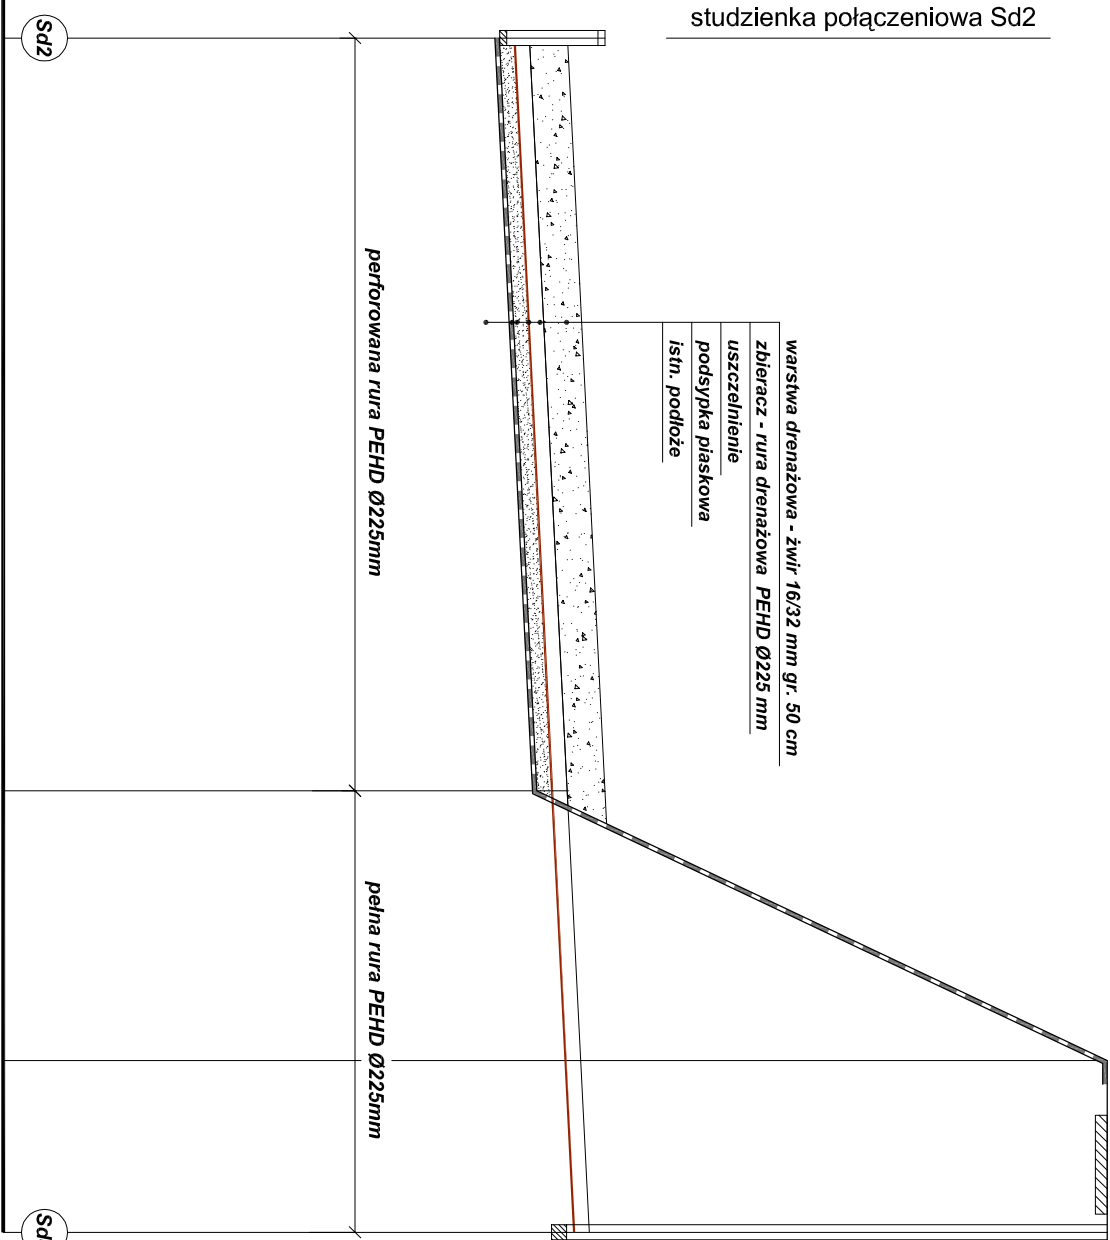 studzienka połączeniowa Sd2
Sd2
warstwa drenażowa - żwir 16/32 mm gr. 50 cm
zbieracz - rura drenażowa PEHD Ø225 mm
uszczelnienie
podsypka piaskowa
istn. podłoże
perforowana rura PEHD Ø225mm
pełna rura PEHD Ø225mm
Sd